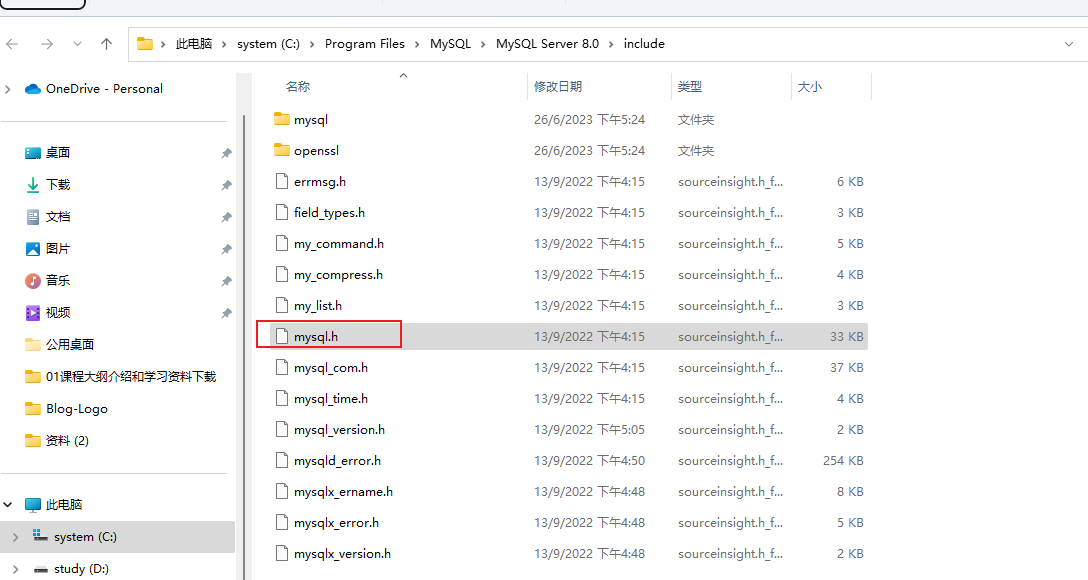 此电脑 > system (C:) > Program Files > MySQL > MySQL Server 8.0 > include
OneDrive - Personal
桌面
下载
文档
图片
音乐
视频
公用桌面
01课程大纲介绍和学习资料下载
Blog-Logo
资料 (2)
此电脑
system (C:)
study (D:)
名称 修改日期 类型 大小
mysql 26/6/2023 下午5:24 文件夹
openssl 26/6/2023 下午5:24 文件夹
errmsg.h 13/9/2022 下午4:15 sourceinsight.h_f... 6 KB
field_types.h 13/9/2022 下午4:15 sourceinsight.h_f... 3 KB
my_command.h 13/9/2022 下午4:15 sourceinsight.h_f... 5 KB
my_compress.h 13/9/2022 下午4:15 sourceinsight.h_f... 4 KB
my_list.h 13/9/2022 下午4:15 sourceinsight.h_f... 3 KB
mysql.h 13/9/2022 下午4:15 sourceinsight.h_f... 33 KB
mysql_com.h 13/9/2022 下午4:15 sourceinsight.h_f... 37 KB
mysql_time.h 13/9/2022 下午4:15 sourceinsight.h_f... 4 KB
mysql_version.h 13/9/2022 下午5:05 sourceinsight.h_f... 2 KB
mysqld_error.h 13/9/2022 下午4:50 sourceinsight.h_f... 254 KB
mysqlx_ername.h 13/9/2022 下午4:48 sourceinsight.h_f... 8 KB
mysqlx_error.h 13/9/2022 下午4:48 sourceinsight.h_f... 5 KB
mysqlx_version.h 13/9/2022 下午4:48 sourceinsight.h_f... 2 KB